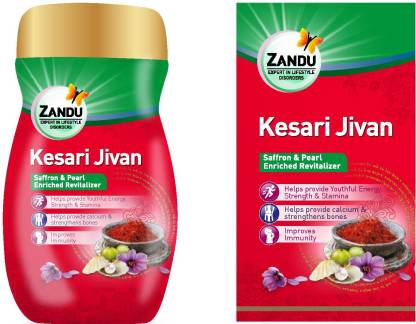 ZANDU
EXPERT IN LIFESTYLE
DISORDERS
Kesari Jivan
Saffron & Pearl
Enriched Revitalizer
Helps provide Youthful Energy,
Strength & Stamina
Helps provide calcium &
strengthens bones
Improves
Immunity
ZANDU
EXPERT IN LIFESTYLE
DISORDERS
Kesari Jivan
Saffron & Pearl
Enriched Revitalizer
Helps provide Youthful Energy,
Strength & Stamina
Helps provide calcium &
strengthens bones
Improves
Immunity